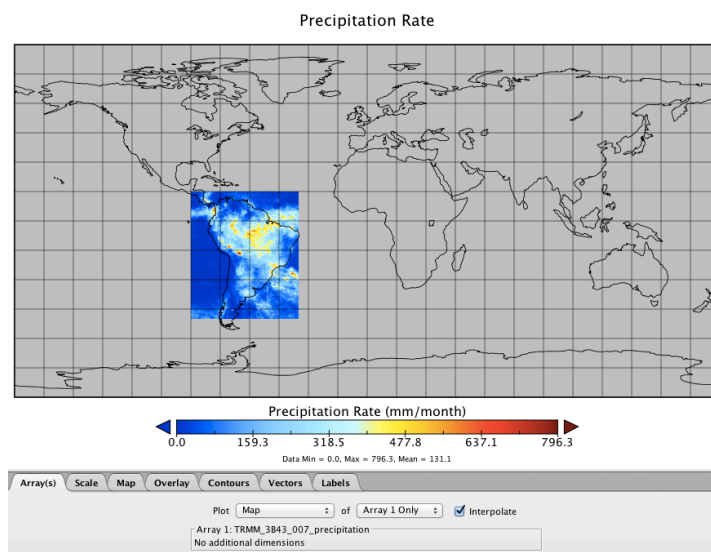 Precipitation Rate
Precipitation Rate (mm/month)
0.0 159.3 318.5 477.8 637.1 796.3
Data Min = 0.0, Max = 796.3, Mean = 131.1
Array(s) Scale Map Overlay Contours Vectors Labels
Plot Map of Array 1 Only Interpolate
Array 1: TRMM_3B43_007_precipitation
No additional dimensions